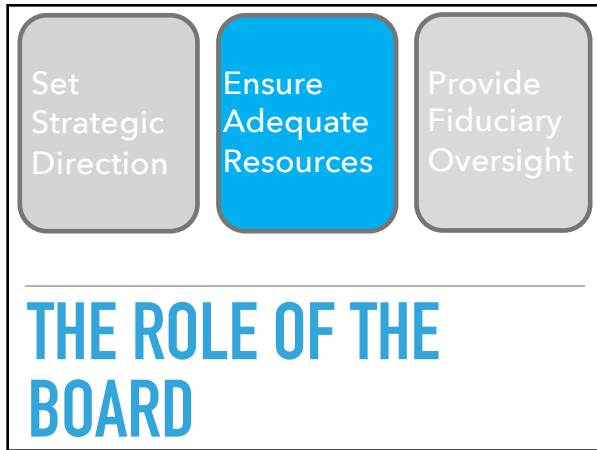 Set
Strategic
Direction
Ensure
Adequate
Resources
Provide
Fiduciary
Oversight
THE ROLE OF THE
BOARD